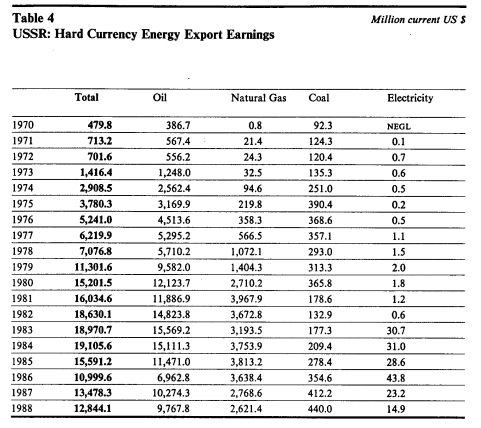 Table 4 Million current US $
USSR: Hard Currency Energy Export Earnings
Total Oil Natural Gas Coal Electricity
1970 479.8 386.7 0.8 92.3 NEGL
1971 713.2 567.4 21.4 124.3 0.1
1972 701.6 556.2 24.3 120.4 0.7
1973 1,416.4 1,248.0 32.5 135.3 0.6
1974 2,908.5 2,562.4 94.6 251.0 0.5
1975 3,780.3 3,169.9 219.8 390.4 0.2
1976 5,241.0 4,513.6 358.3 368.6 0.5
1977 6,219.9 5,295.2 566.5 357.1 1.1
1978 7,076.8 5,710.2 1,072.1 293.0 1.5
1979 11,301.6 9,582.0 1,404.3 313.3 2.0
1980 15,201.5 12,123.7 2,710.2 365.8 1.8
1981 16,034.6 11,886.9 3,967.9 178.6 1.2
1982 18,630.1 14,823.8 3,672.8 132.9 0.6
1983 18,970.7 15,569.2 3,193.5 177.3 30.7
1984 19,105.6 15,111.3 3,753.9 209.4 31.0
1985 15,591.2 11,471.0 3,813.2 278.4 28.6
1986 10,999.6 6,962.8 3,638.4 354.6 43.8
1987 13,478.3 10,274.3 2,768.6 412.2 23.2
1988 12,844.1 9,767.8 2,621.4 440.0 14.9